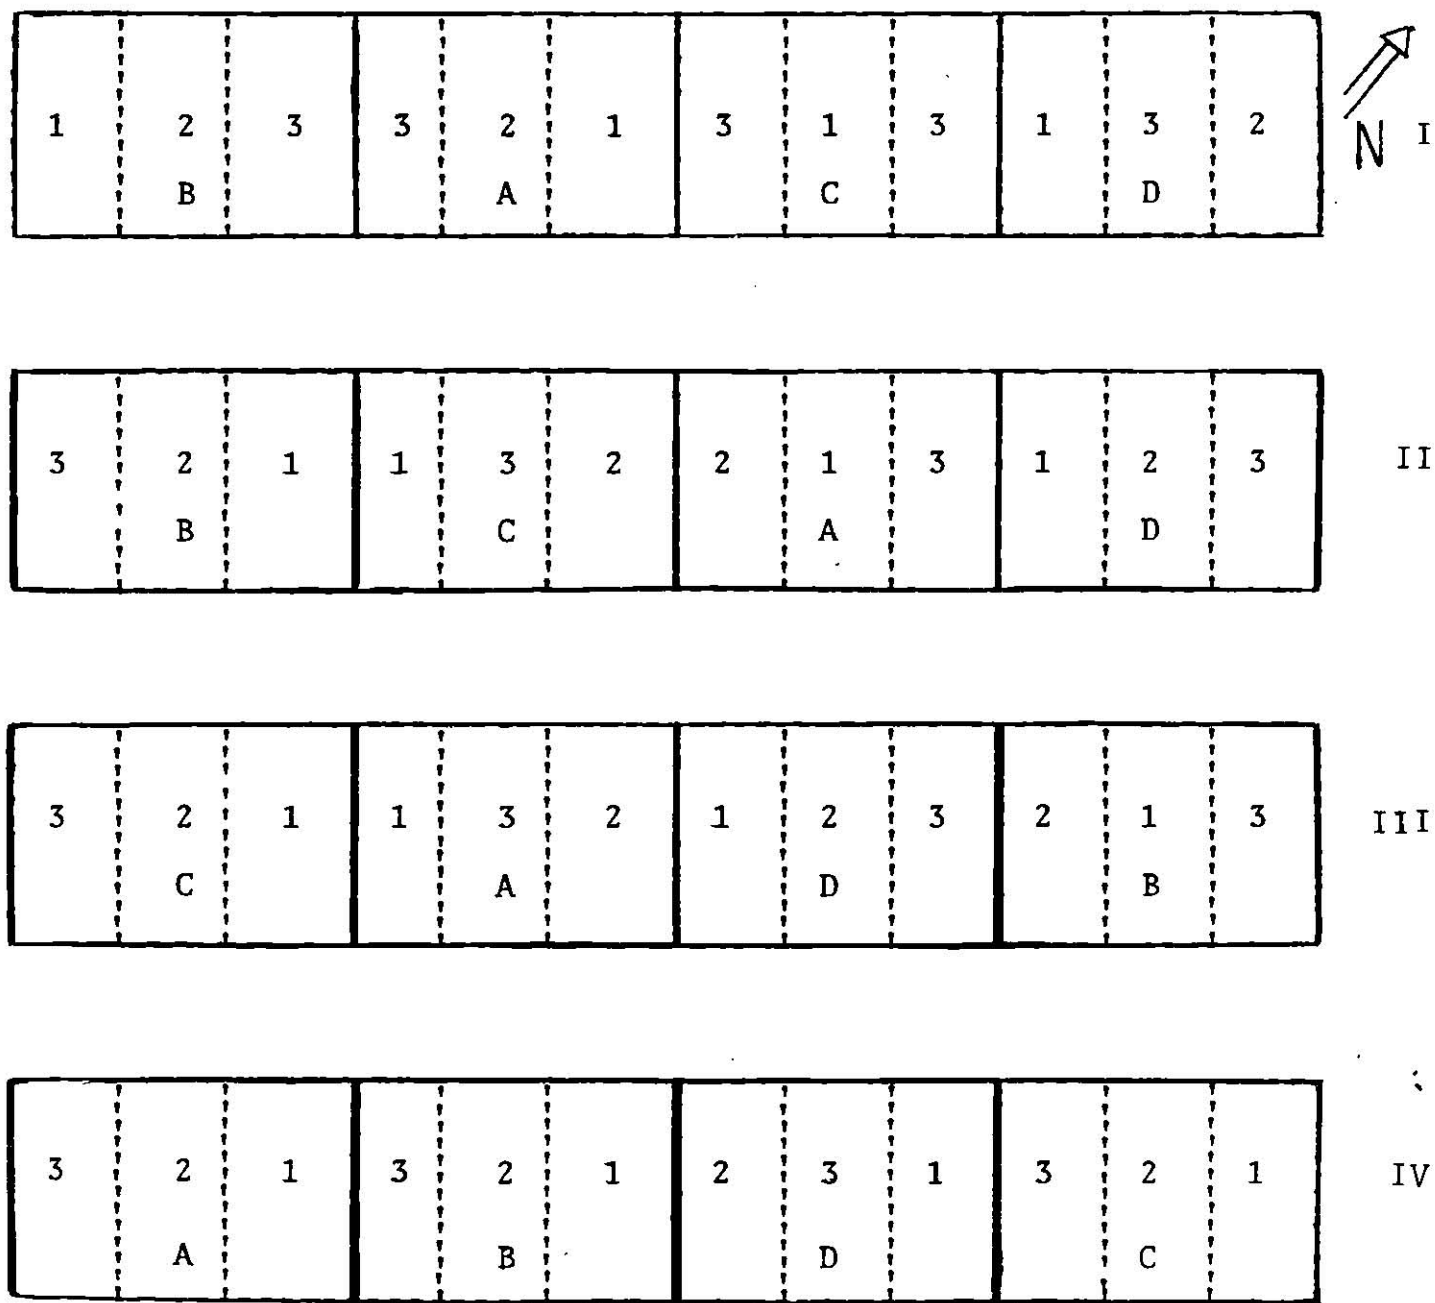 1 2 3 3 2 1 3 1 3 1 3 2
B A C D
N I
3 2 1 1 3 2 2 1 3 1 2 3 II
B C A D
3 2 1 1 3 2 1 2 3 2 1 3 III
C A D B
3 2 1 3 2 1 2 3 1 3 2 1 IV
A B D C